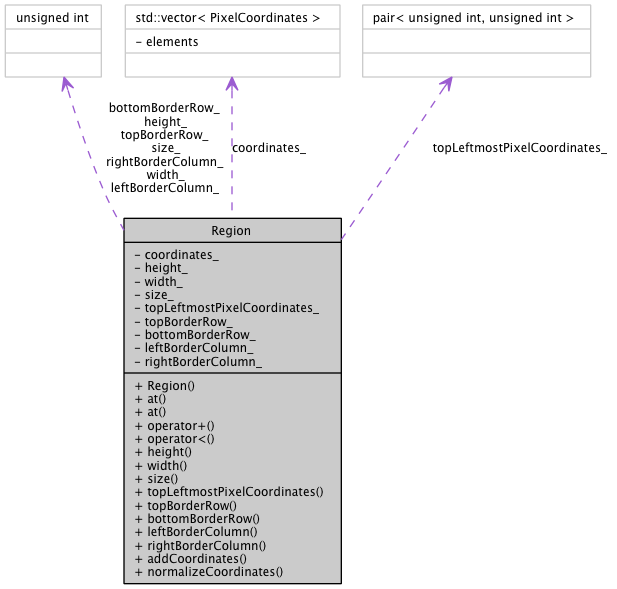 unsigned int
std::vector< PixelCoordinates >
- elements
pair< unsigned int, unsigned int >
bottomBorderRow_
height_
topBorderRow_
size_
rightBorderColumn_
width_
leftBorderColumn_
coordinates_
topLeftmostPixelCoordinates_
Region
- coordinates_
- height_
- width_
- size_
- topLeftmostPixelCoordinates_
- topBorderRow_
- bottomBorderRow_
- leftBorderColumn_
- rightBorderColumn_
+ Region()
+ at()
+ at()
+ operator+()
+ operator<()
+ height()
+ width()
+ size()
+ topLeftmostPixelCoordinates()
+ topBorderRow()
+ bottomBorderRow()
+ leftBorderColumn()
+ rightBorderColumn()
+ addCoordinates()
+ normalizeCoordinates()